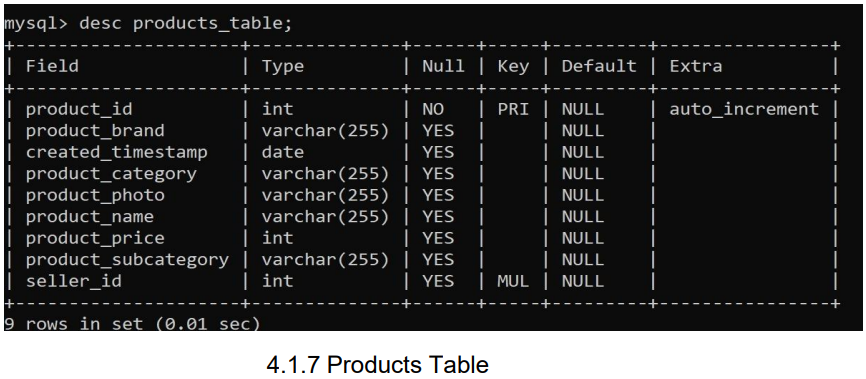 mysql> desc products_table;
+----------------------+--------------+------+-----+---------+----------------+
| Field                | Type         | Null | Key | Default | Extra          |
+----------------------+--------------+------+-----+---------+----------------+
| product_id           | int          | NO   | PRI | NULL    | auto_increment |
| product_brand        | varchar(255) | YES  |     | NULL    |                |
| created_timestamp    | date         | YES  |     | NULL    |                |
| product_category     | varchar(255) | YES  |     | NULL    |                |
| product_photo        | varchar(255) | YES  |     | NULL    |                |
| product_name         | varchar(255) | YES  |     | NULL    |                |
| product_price        | int          | YES  |     | NULL    |                |
| product_subcategory  | varchar(255) | YES  |     | NULL    |                |
| seller_id            | int          | YES  | MUL | NULL    |                |
+----------------------+--------------+------+-----+---------+----------------+
9 rows in set (0.01 sec)
4.1.7 Products Table